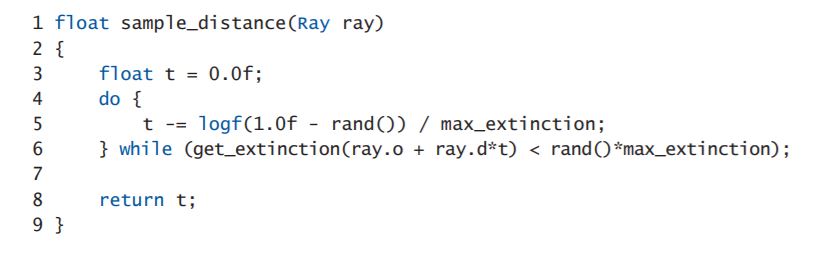 1 float sample_distance(Ray ray)
2 {
3     float t = 0.0f;
4     do {
5         t -= logf(1.0f - rand()) / max_extinction;
6     } while (get_extinction(ray.o + ray.d*t) < rand()*max_extinction);
7
8     return t;
9 }